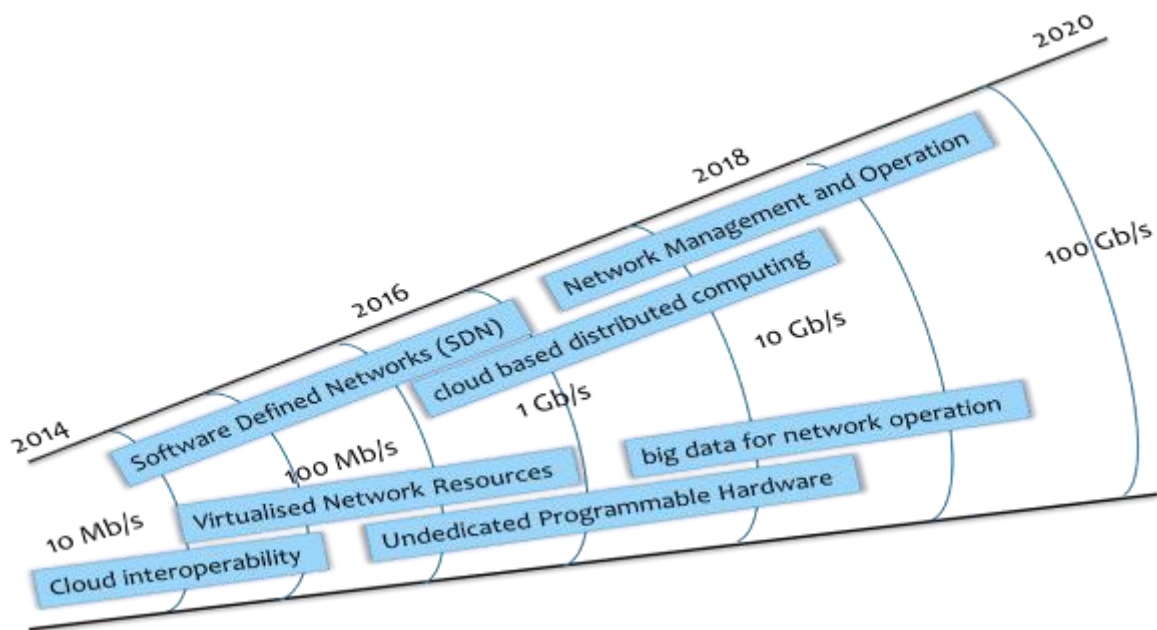 2020
2018
2016
2014
Network Management and Operation
100 Gb/s
cloud based distributed computing
10 Gb/s
Software Defined Networks (SDN)
1 Gb/s
big data for network operation
100 Mb/s
Virtualised Network Resources
Undedicated Programmable Hardware
10 Mb/s
Cloud interoperability